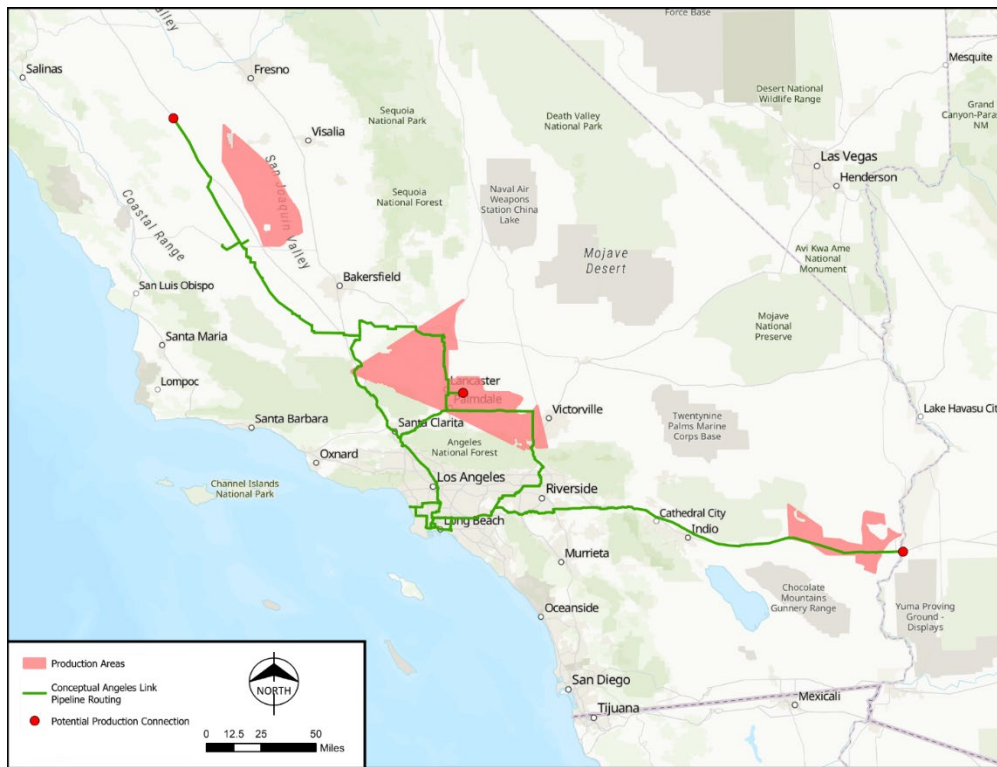 Force Base
Valley
Salinas
Fresno
Mesquite
Desert National
Wildlife Range
Grand
Canyon-Paras
NM
Sequoia
National Park
Death Valley
National Park
Visalia
Las Vegas
Henderson
San Joaquin
Valley
Coastal Range
Sequoia
National Forest
Naval Air
Weapons
Station China
Lake
Mojave
Desert
Avi Kwa Ame
National
Monument
San Luis Obispo
Bakersfield
Santa Maria
Mojave
National
Preserve
Lompoc
Lancaster
Palmdale
Santa Barbara
Santa Clarita
Victorville
Twentynine
Palms Marine
Corps Base
Lake Havasu City
Angeles
National Forest
Oxnard
Channel Islands
National Park
Los Angeles
Riverside
Cathedral City
Indio
Long Beach
Murrieta
Chocolate
Mountains
Gunnery Range
Yuma Proving
Ground -
Displays
Oceanside
San Diego
Tijuana
Mexicali
Production Areas
Conceptual Angeles Link
Pipeline Routing
Potential Production Connection
NORTH
0 12.5 25 50
Miles